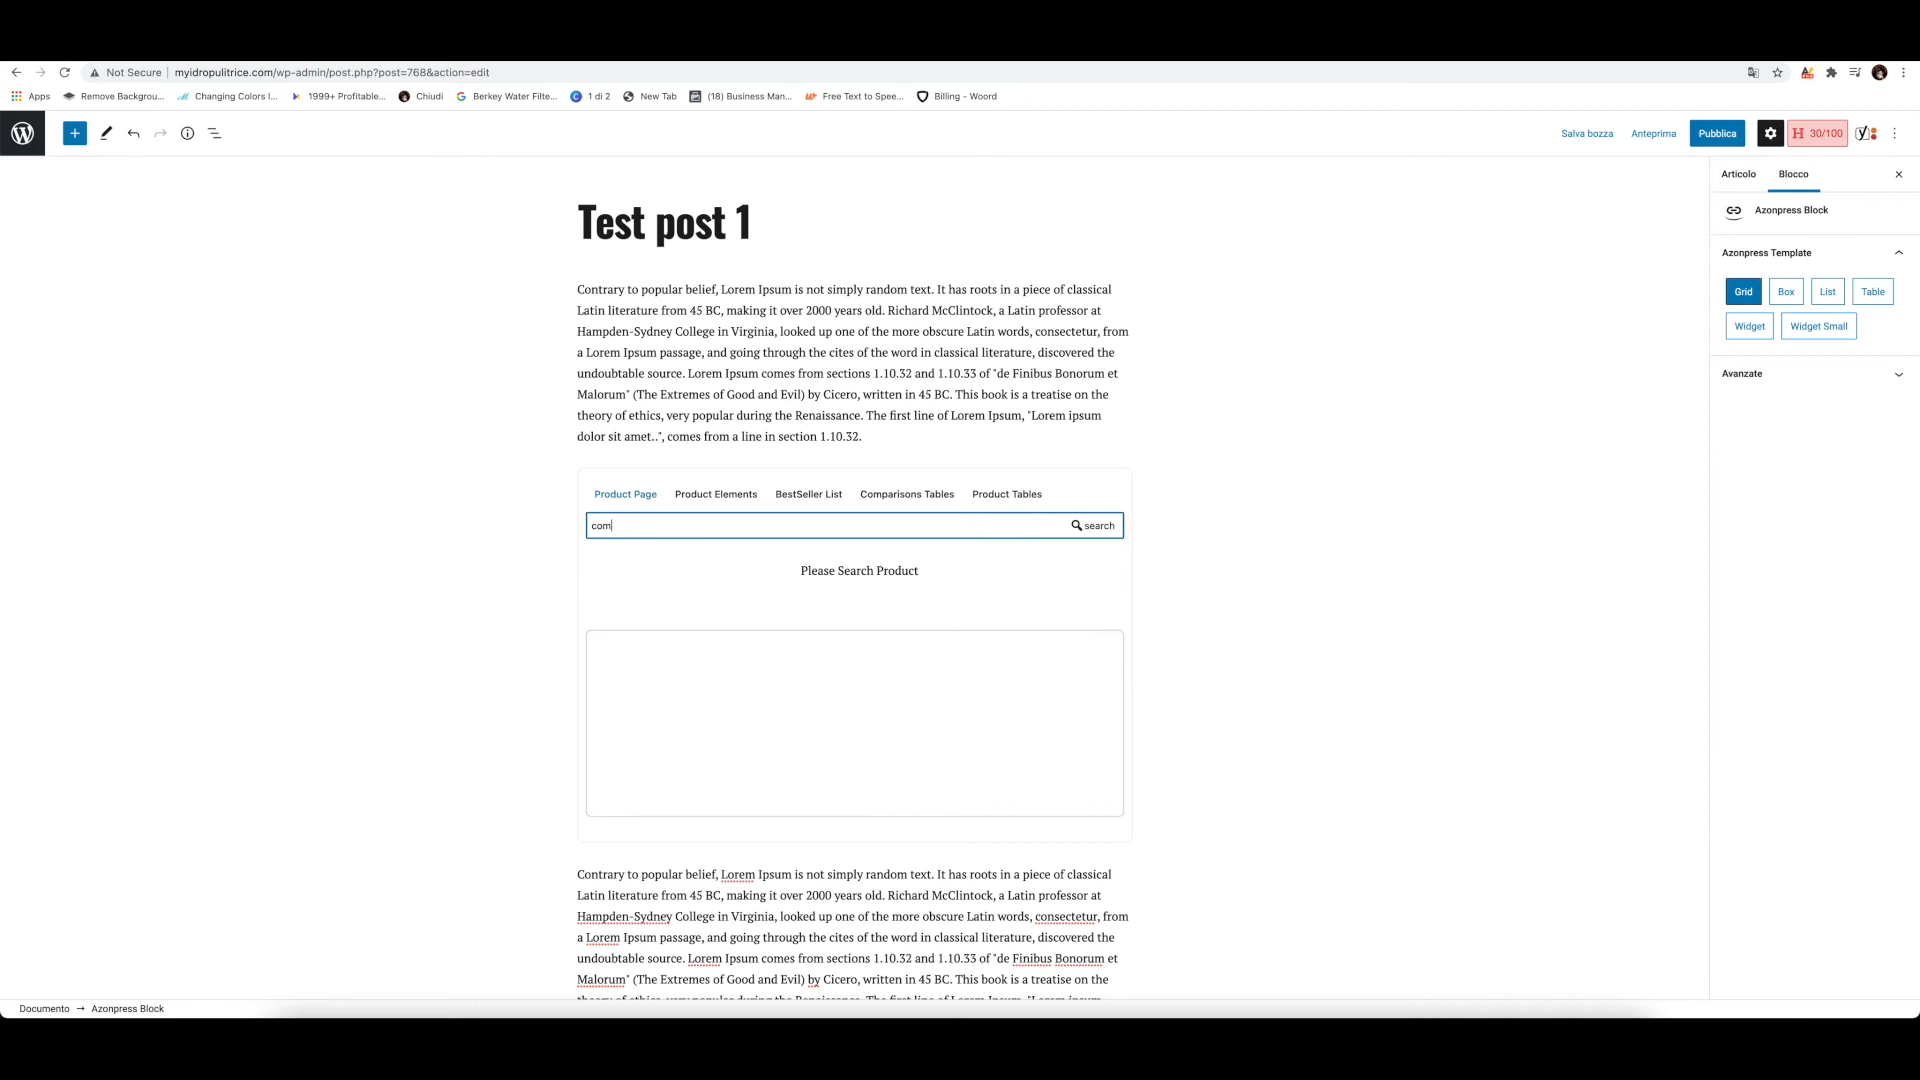 Not Secure myidropulitrice.com/wp-admin/post.php?post=768&action=edit
Apps Remove Backgrou... Changing Colors I... 1999+ Profitable... Chiudi Berkey Water Filte... 1 di 2 New Tab (18) Business Man... Free Text to Spee... Billing - Woord
Salva bozza Anteprima Pubblica H 30/100
Articolo Blocco
Azonpress Block
Azonpress Template
Grid Box List Table
Widget Widget Small
Avanzate
Test post 1
Contrary to popular belief, Lorem Ipsum is not simply random text. It has roots in a piece of classical
Latin literature from 45 BC, making it over 2000 years old. Richard McClintock, a Latin professor at
Hampden-Sydney College in Virginia, looked up one of the more obscure Latin words, consectetur, from
a Lorem Ipsum passage, and going through the cites of the word in classical literature, discovered the
undoubtable source. Lorem Ipsum comes from sections 1.10.32 and 1.10.33 of "de Finibus Bonorum et
Malorum" (The Extremes of Good and Evil) by Cicero, written in 45 BC. This book is a treatise on the
theory of ethics, very popular during the Renaissance. The first line of Lorem Ipsum, "Lorem ipsum
dolor sit amet..", comes from a line in section 1.10.32.
Product Page Product Elements BestSeller List Comparisons Tables Product Tables
com search
Please Search Product
Contrary to popular belief, Lorem Ipsum is not simply random text. It has roots in a piece of classical
Latin literature from 45 BC, making it over 2000 years old. Richard McClintock, a Latin professor at
Hampden-Sydney College in Virginia, looked up one of the more obscure Latin words, consectetur, from
a Lorem Ipsum passage, and going through the cites of the word in classical literature, discovered the
undoubtable source. Lorem Ipsum comes from sections 1.10.32 and 1.10.33 of "de Finibus Bonorum et
Malorum" (The Extremes of Good and Evil) by Cicero, written in 45 BC. This book is a treatise on the
theory of ethics, very popular during the Renaissance. The first line of Lorem Ipsum, "Lorem ipsum
Documento → Azonpress Block